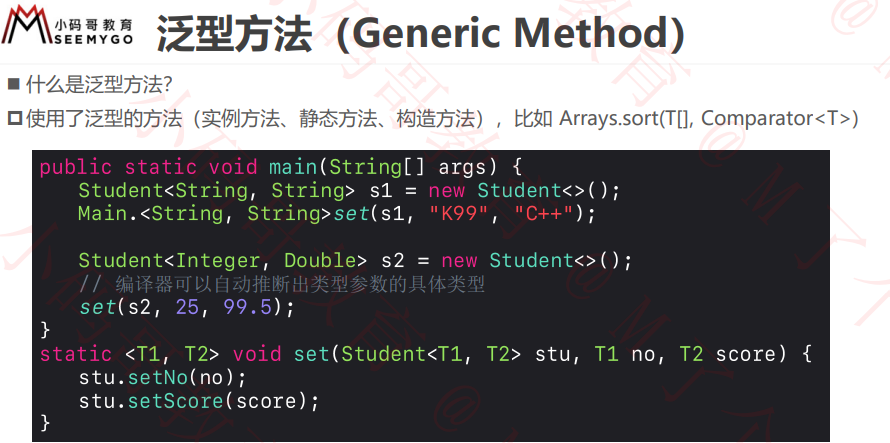 小码哥教育
SEEMYGO
泛型方法（Generic Method）
什么是泛型方法？
使用了泛型的方法（实例方法、静态方法、构造方法），比如 Arrays.sort(T[], Comparator<T>)
public static void main(String[] args) {
Student<String, String> s1 = new Student<>();
Main.<String, String>set(s1, "K99", "C++");
Student<Integer, Double> s2 = new Student<>();
// 编译器可以自动推断出类型参数的具体类型
set(s2, 25, 99.5);
}
static <T1, T2> void set(Student<T1, T2> stu, T1 no, T2 score) {
stu.setNo(no);
stu.setScore(score);
}